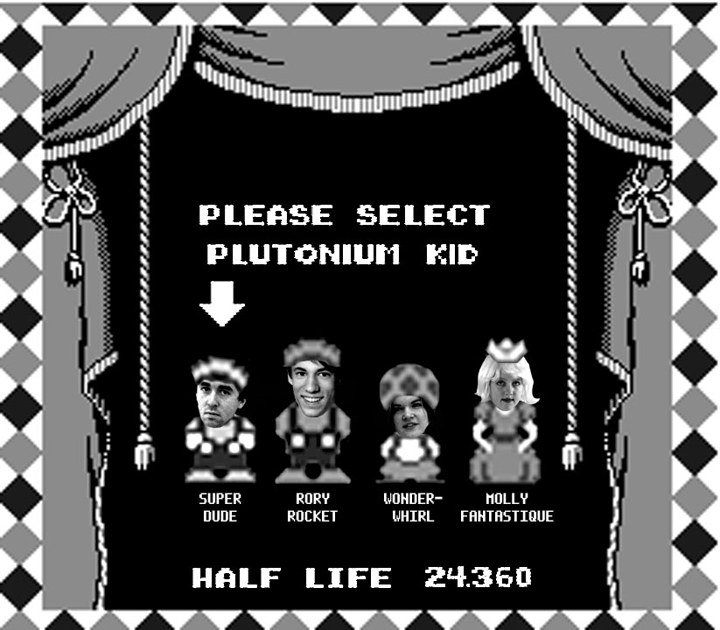 PLEASE SELECT
PLUTONIUM KID
SUPER DUDE
RORY ROCKET
WONDER-WHIRL
MOLLY FANTASTIQUE
HALF LIFE 24.360